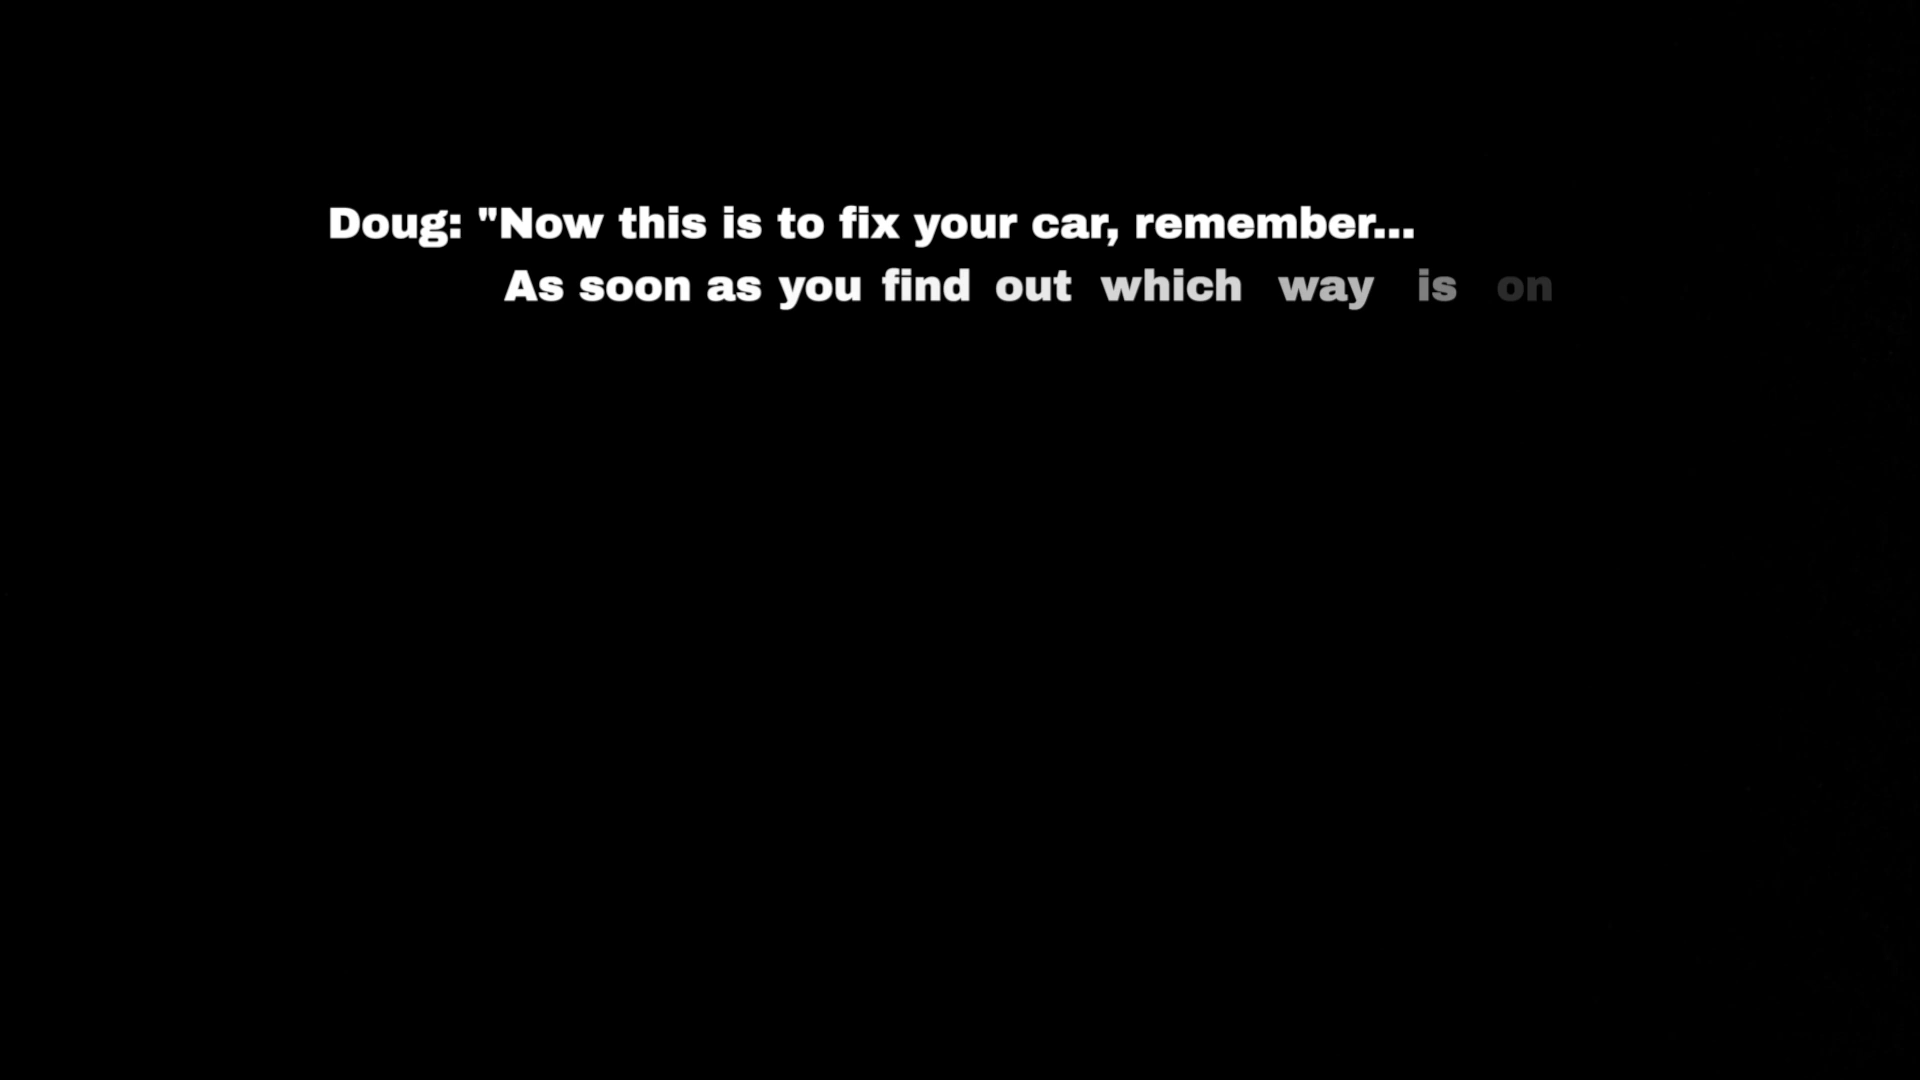 Doug: "Now this is to fix your car, remember...
As soon as you find out which way is on